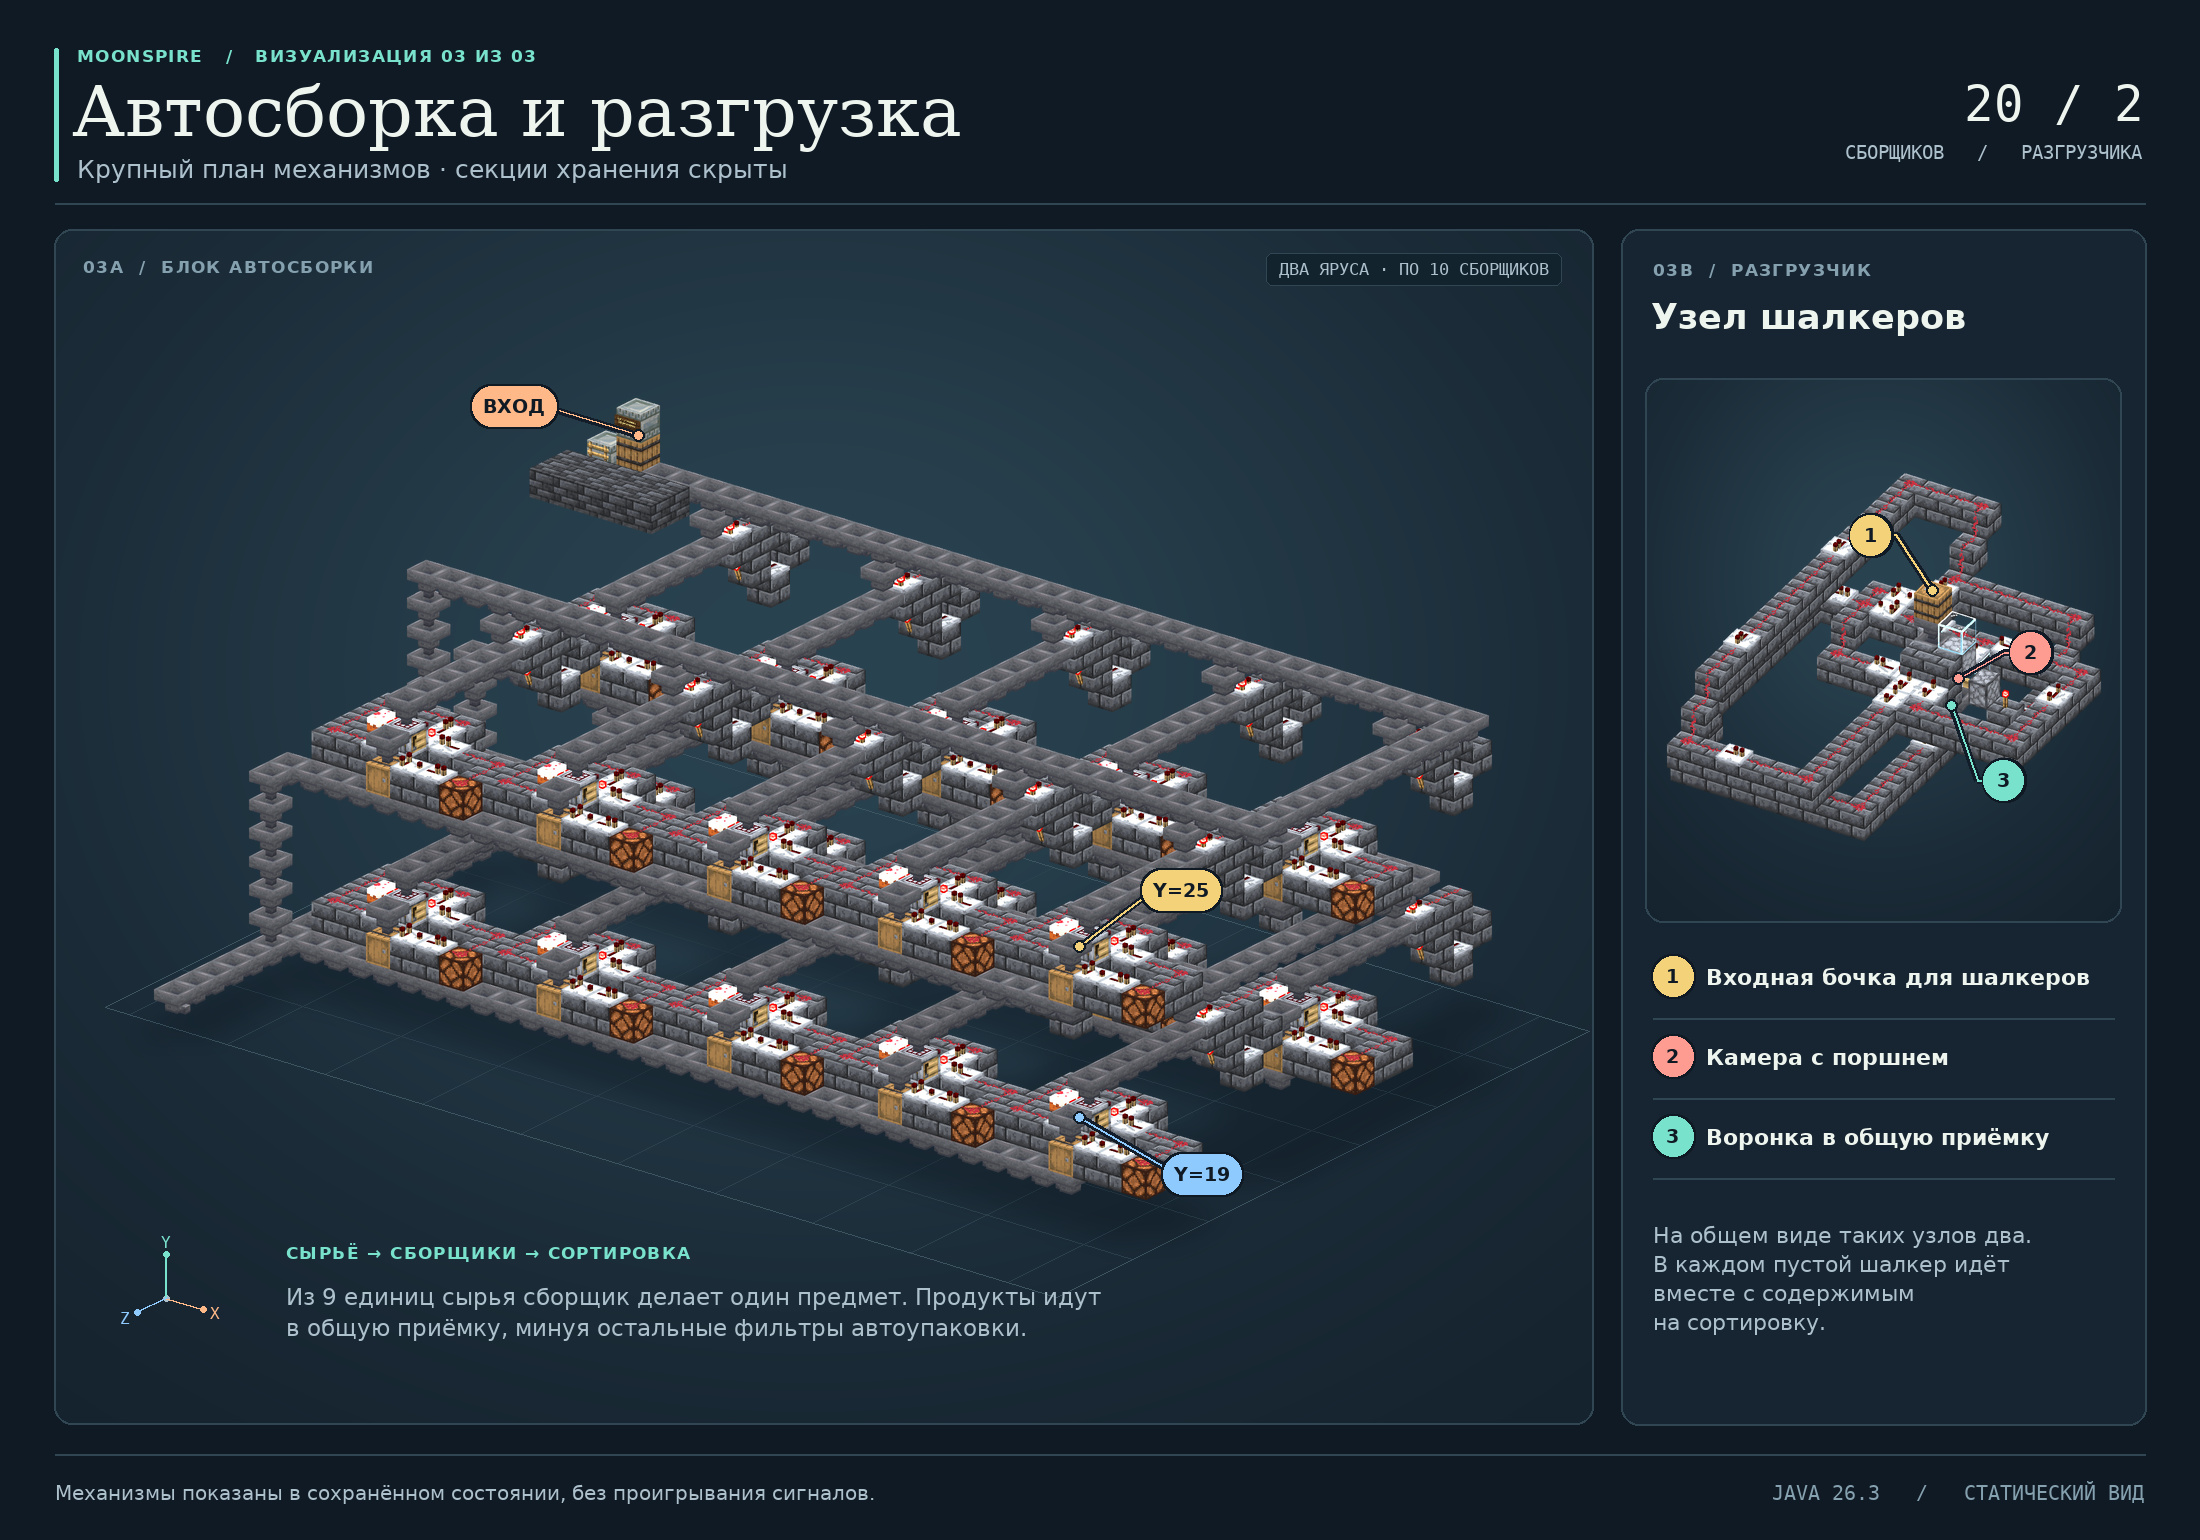 MOONSPIRE / ВИЗУАЛИЗАЦИЯ 03 ИЗ 03
Автосборка и разгрузка
Крупный план механизмов · секции хранения скрыты
20 / 2
СБОРЩИКОВ / РАЗГРУЗЧИКА
03A / БЛОК АВТОСБОРКИ
ДВА ЯРУСА · ПО 10 СБОРЩИКОВ
ВХОД
Y=25
Y=19
Y
Z
X
СЫРЬЁ → СБОРЩИКИ → СОРТИРОВКА
Из 9 единиц сырья сборщик делает один предмет. Продукты идут
в общую приёмку, минуя остальные фильтры автоупаковки.
03B / РАЗГРУЗЧИК
Узел шалкеров
1
2
3
1 Входная бочка для шалкеров
2 Камера с поршнем
3 Воронка в общую приёмку
На общем виде таких узлов два.
В каждом пустой шалкер идёт
вместе с содержимым
на сортировку.
Механизмы показаны в сохранённом состоянии, без проигрывания сигналов.
JAVA 26.3 / СТАТИЧЕСКИЙ ВИД